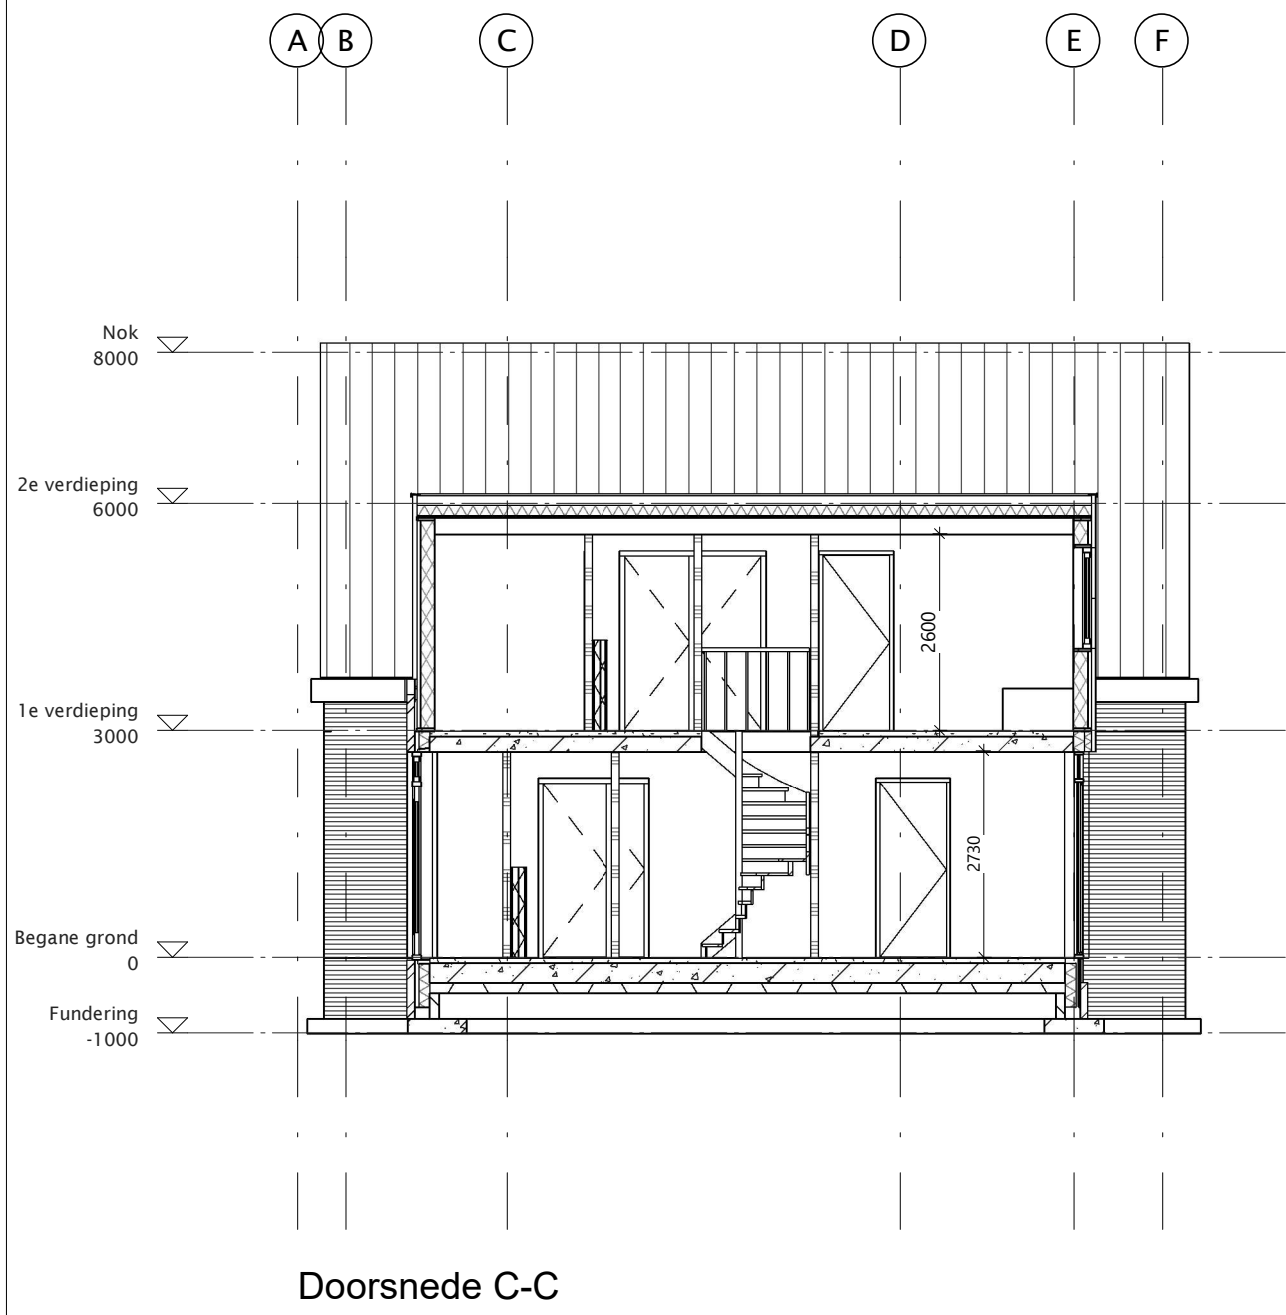 A B C D E F
Nok
8000
2e verdieping
6000
2600
1e verdieping
3000
2730
Begane grond
0
Fundering
-1000
Doorsnede C-C